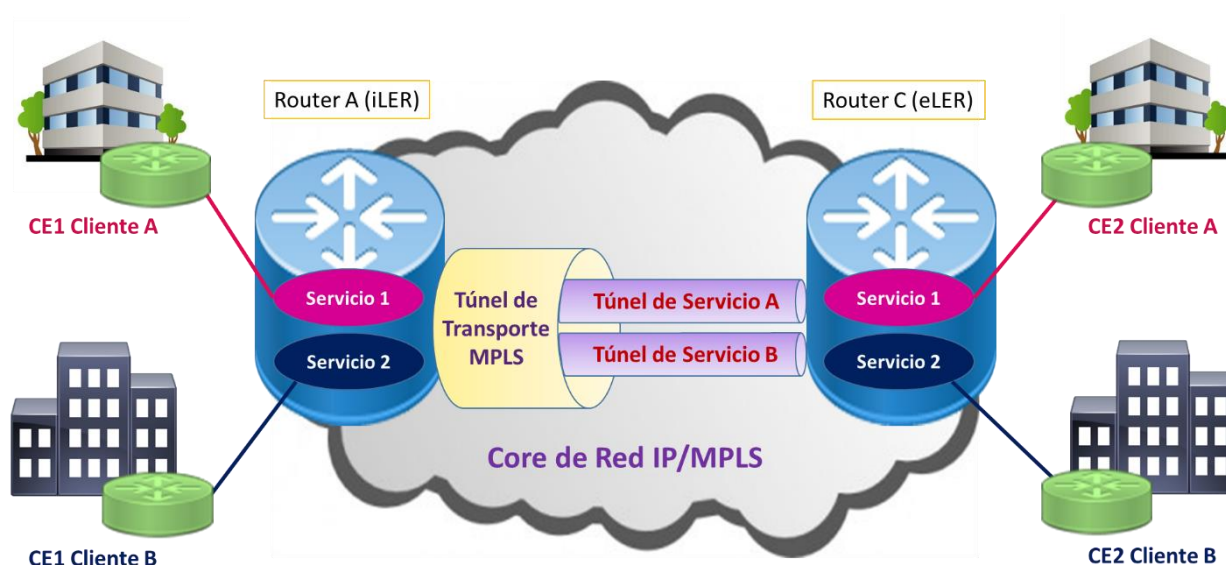 Router A (iLER)
Router C (eLER)
CE1 Cliente A
CE2 Cliente A
Servicio 1
Servicio 2
Túnel de
Transporte
MPLS
Túnel de Servicio A
Túnel de Servicio B
Servicio 1
Servicio 2
Core de Red IP/MPLS
CE1 Cliente B
CE2 Cliente B